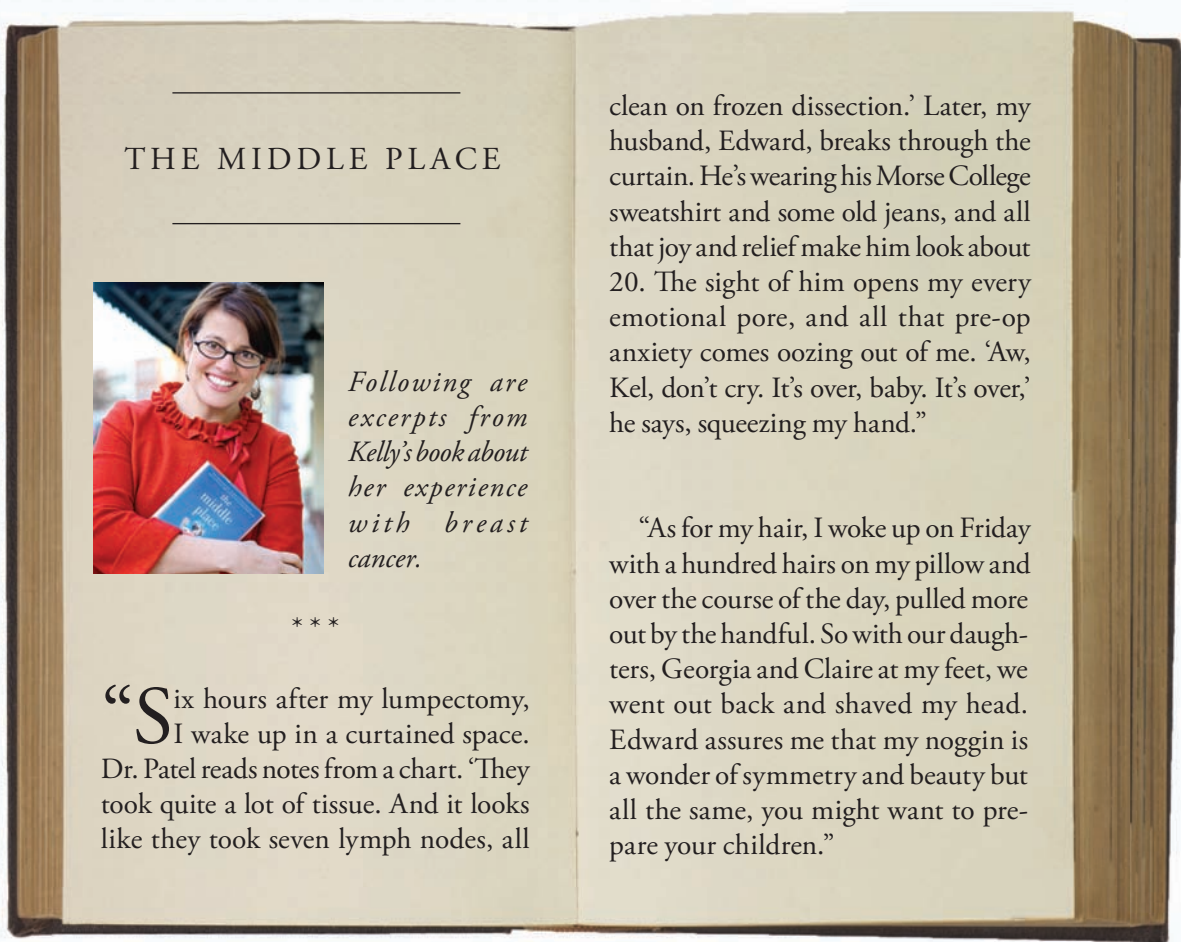 THE MIDDLE PLACE
the
middle
place
Following are
excerpts from
Kelly's book about
her experience
with breast
cancer.
* * *
“Six hours after my lumpectomy,
I wake up in a curtained space.
Dr. Patel reads notes from a chart. ‘They
took quite a lot of tissue. And it looks
like they took seven lymph nodes, all
clean on frozen dissection.’ Later, my
husband, Edward, breaks through the
curtain. He’s wearing his Morse College
sweatshirt and some old jeans, and all
that joy and relief make him look about
20. The sight of him opens my every
emotional pore, and all that pre-op
anxiety comes oozing out of me. ‘Aw,
Kel, don’t cry. It’s over, baby. It’s over,’
he says, squeezing my hand.”
“As for my hair, I woke up on Friday
with a hundred hairs on my pillow and
over the course of the day, pulled more
out by the handful. So with our daugh-
ters, Georgia and Claire at my feet, we
went out back and shaved my head.
Edward assures me that my noggin is
a wonder of symmetry and beauty but
all the same, you might want to pre-
pare your children.”